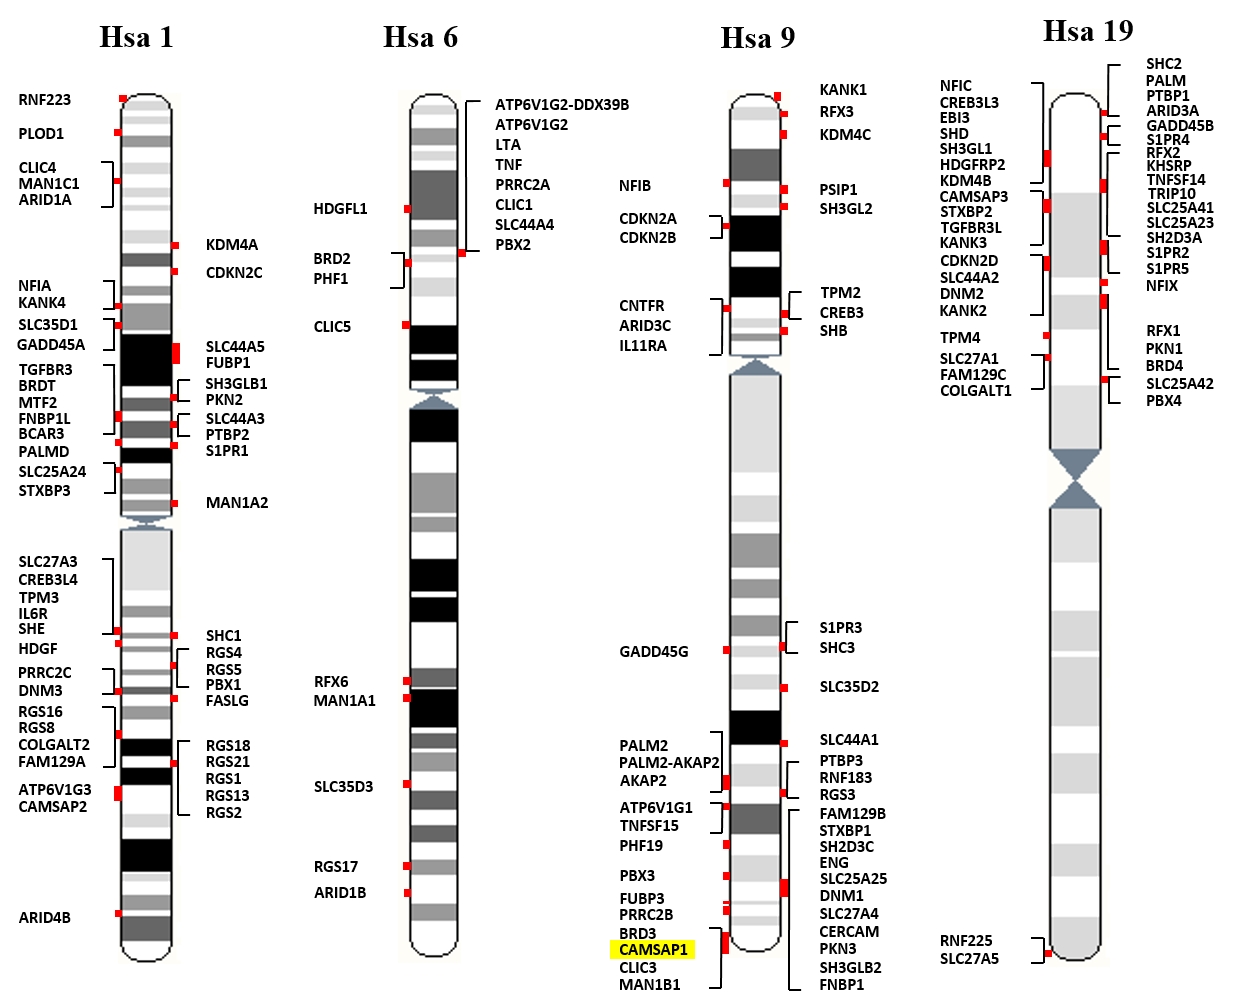 Hsa 1
RNF223
PLOD1
CLIC4
MAN1C1
ARID1A
KDM4A
CDKN2C
NFIA
KANK4
SLC35D1
GADD45A
SLC44A5
FUBP1
TGFBR3
BRDT
MTF2
FNBP1L
BCAR3
SH3GLB1
PKN2
SLC44A3
PTBP2
S1PR1
PALMD
SLC25A24
STXBP3
MAN1A2
SLC27A3
CREB3L4
TPM3
IL6R
SHE
HDGF
SHC1
RGS4
RGS5
PBX1
FASLG
PRRC2C
DNM3
RGS16
RGS8
COLGALT2
FAM129A
RGS18
RGS21
RGS1
RGS13
RGS2
ATP6V1G3
CAMSAP2
ARID4B
Hsa 6
ATP6V1G2-DDX39B
ATP6V1G2
LTA
TNF
PRRC2A
CLIC1
SLC44A4
PBX2
HDGFL1
BRD2
PHF1
CLIC5
RFX6
MAN1A1
SLC35D3
RGS17
ARID1B
Hsa 9
KANK1
RFX3
KDM4C
NFIB
PSIP1
SH3GL2
CDKN2A
CDKN2B
CNTFR
ARID3C
IL11RA
TPM2
CREB3
SHB
S1PR3
SHC3
GADD45G
SLC35D2
SLC44A1
PALM2
PALM2-AKAP2
AKAP2
PTBP3
RNF183
RGS3
ATP6V1G1
TNFSF15
PHF19
PBX3
FUBP3
PRRC2B
BRD3
CAMSAP1
CLIC3
MAN1B1
FAM129B
STXBP1
SH2D3C
ENG
SLC25A25
DNM1
SLC27A4
CERCAM
PKN3
SH3GLB2
FNBP1
Hsa 19
NFIC
CREB3L3
EBI3
SHD
SH3GL1
HDGFRP2
KDM4B
CAMSAP3
STXBP2
TGFBR3L
KANK3
CDKN2D
SLC44A2
DNM2
KANK2
TPM4
SLC27A1
FAM129C
COLGALT1
SHC2
PALM
PTBP1
ARID3A
GADD45B
S1PR4
RFX2
KHSRP
TNFSF14
TRIP10
SLC25A41
SLC25A23
SH2D3A
S1PR2
S1PR5
NFIX
RFX1
PKN1
BRD4
SLC25A42
PBX4
RNF225
SLC27A5